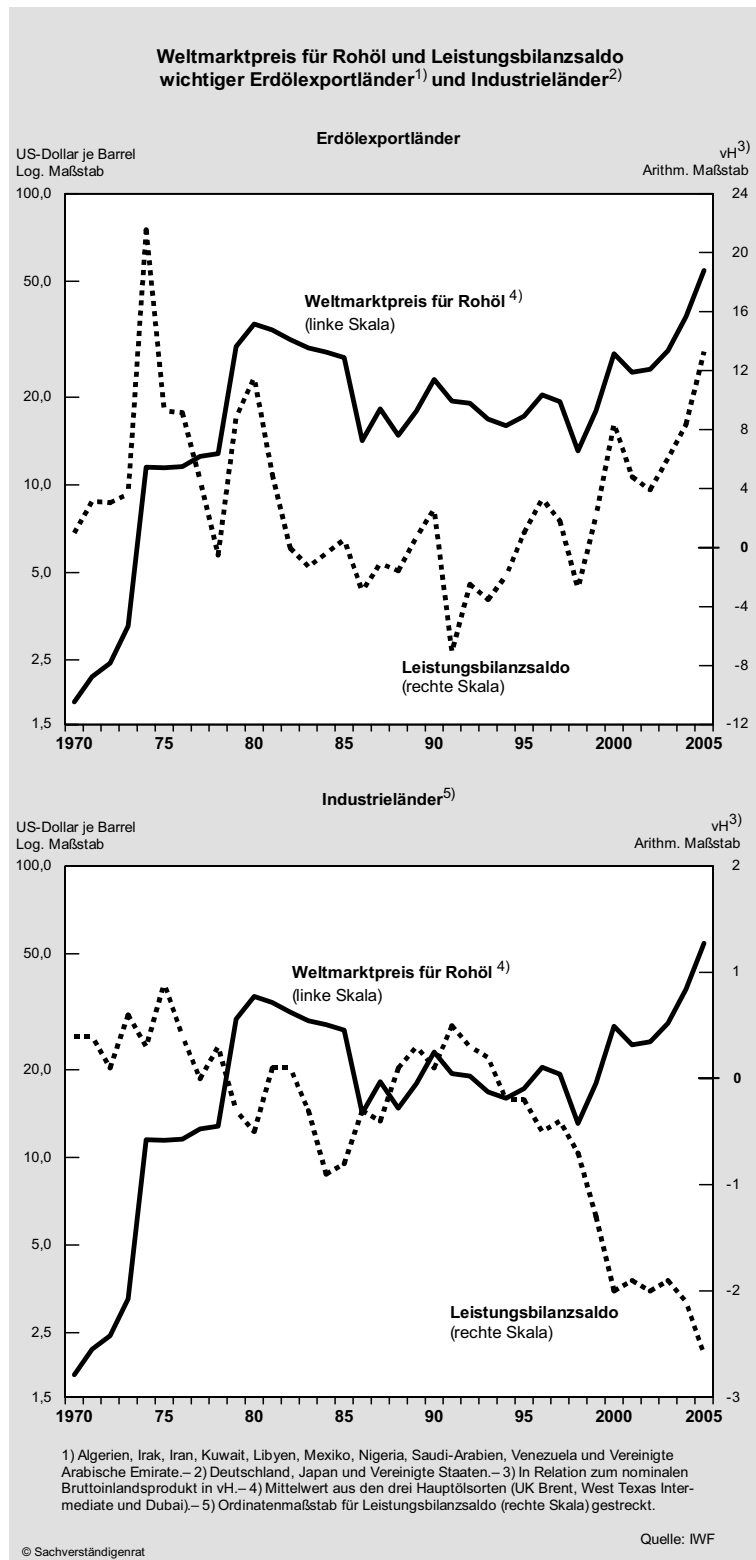 Weltmarktpreis für Rohöl und Leistungsbilanzsaldo
wichtiger Erdölexportländer1) und Industrieländer2)
Erdölexportländer
US-Dollar je Barrel
Log. Maßstab
vH3)
Arithm. Maßstab
100,0
50,0
20,0
10,0
5,0
2,5
1,5
24
20
16
12
8
4
0
-4
-8
-12
Weltmarktpreis für Rohöl 4)
(linke Skala)
Leistungsbilanzsaldo
(rechte Skala)
1970 75 80 85 90 95 2000 2005
Industrieländer5)
US-Dollar je Barrel
Log. Maßstab
vH3)
Arithm. Maßstab
100,0
50,0
20,0
10,0
5,0
2,5
1,5
2
1
0
-1
-2
-3
Weltmarktpreis für Rohöl 4)
(linke Skala)
Leistungsbilanzsaldo
(rechte Skala)
1970 75 80 85 90 95 2000 2005
1) Algerien, Irak, Iran, Kuwait, Libyen, Mexiko, Nigeria, Saudi-Arabien, Venezuela und Vereinigte
Arabische Emirate.– 2) Deutschland, Japan und Vereinigte Staaten.– 3) In Relation zum nominalen
Bruttoinlandsprodukt in vH.– 4) Mittelwert aus den drei Hauptölsorten (UK Brent, West Texas Inter-
mediate und Dubai).– 5) Ordinatenmaßstab für Leistungsbilanzsaldo (rechte Skala) gestreckt.
Quelle: IWF
© Sachverständigenrat